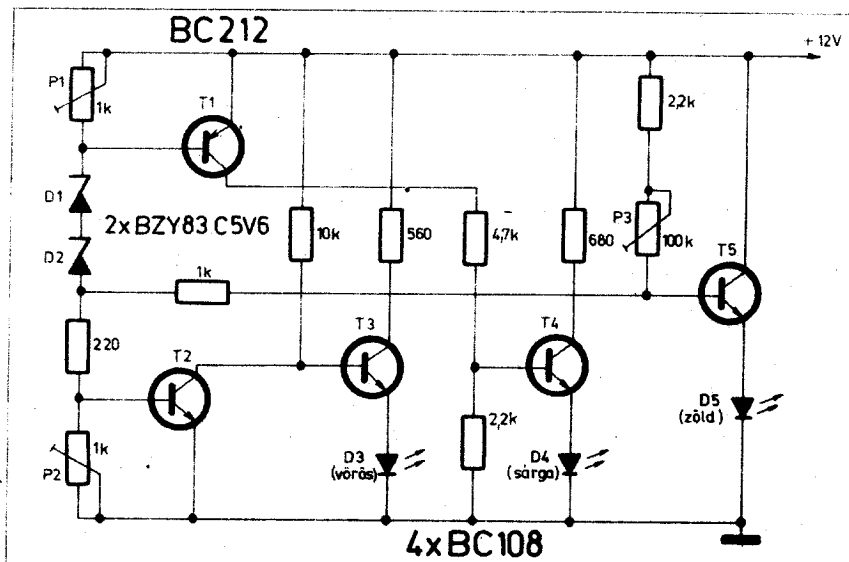 BC212
+ 12V
P1
1k
T1
2,2k
D1
2xBZY83 C5V6
10k
560
4,7k
680
P3
100k
T5
D2
1k
220
T2
T3
T4
D5
(zöld)
1k
P2
D3
(vörös)
2,2k
D4
(sárga)
4xBC108